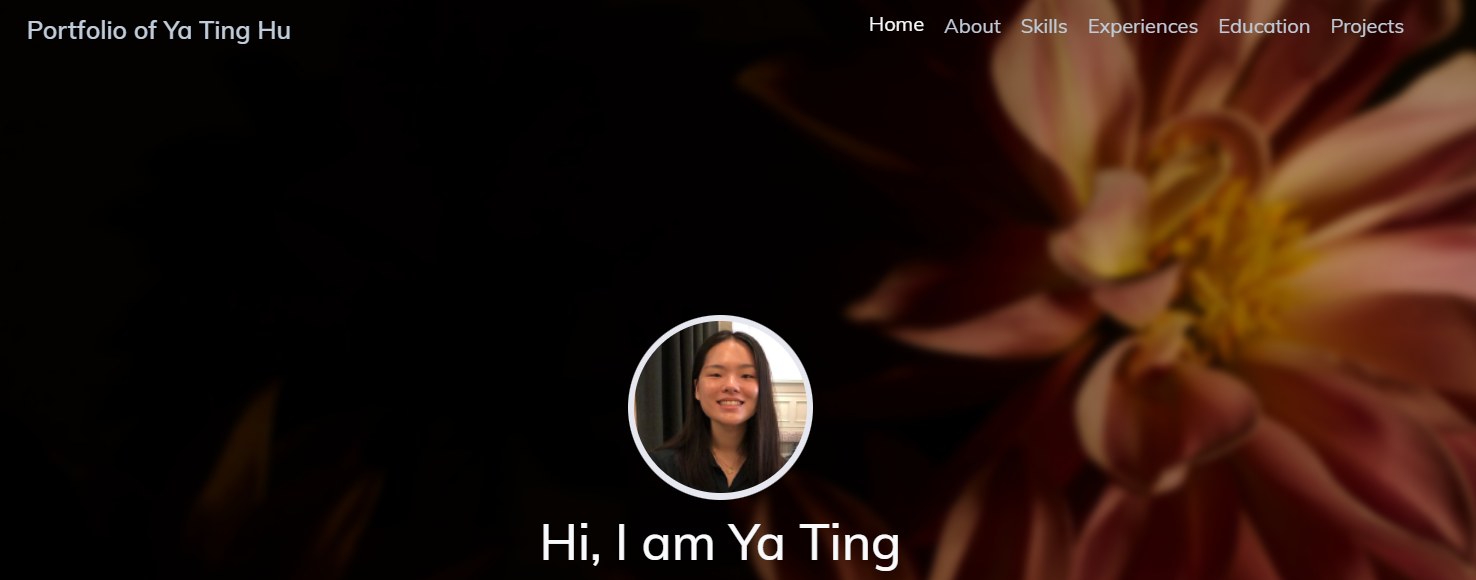 Portfolio of Ya Ting Hu
Home About Skills Experiences Education Projects
Hi, I am Ya Ting